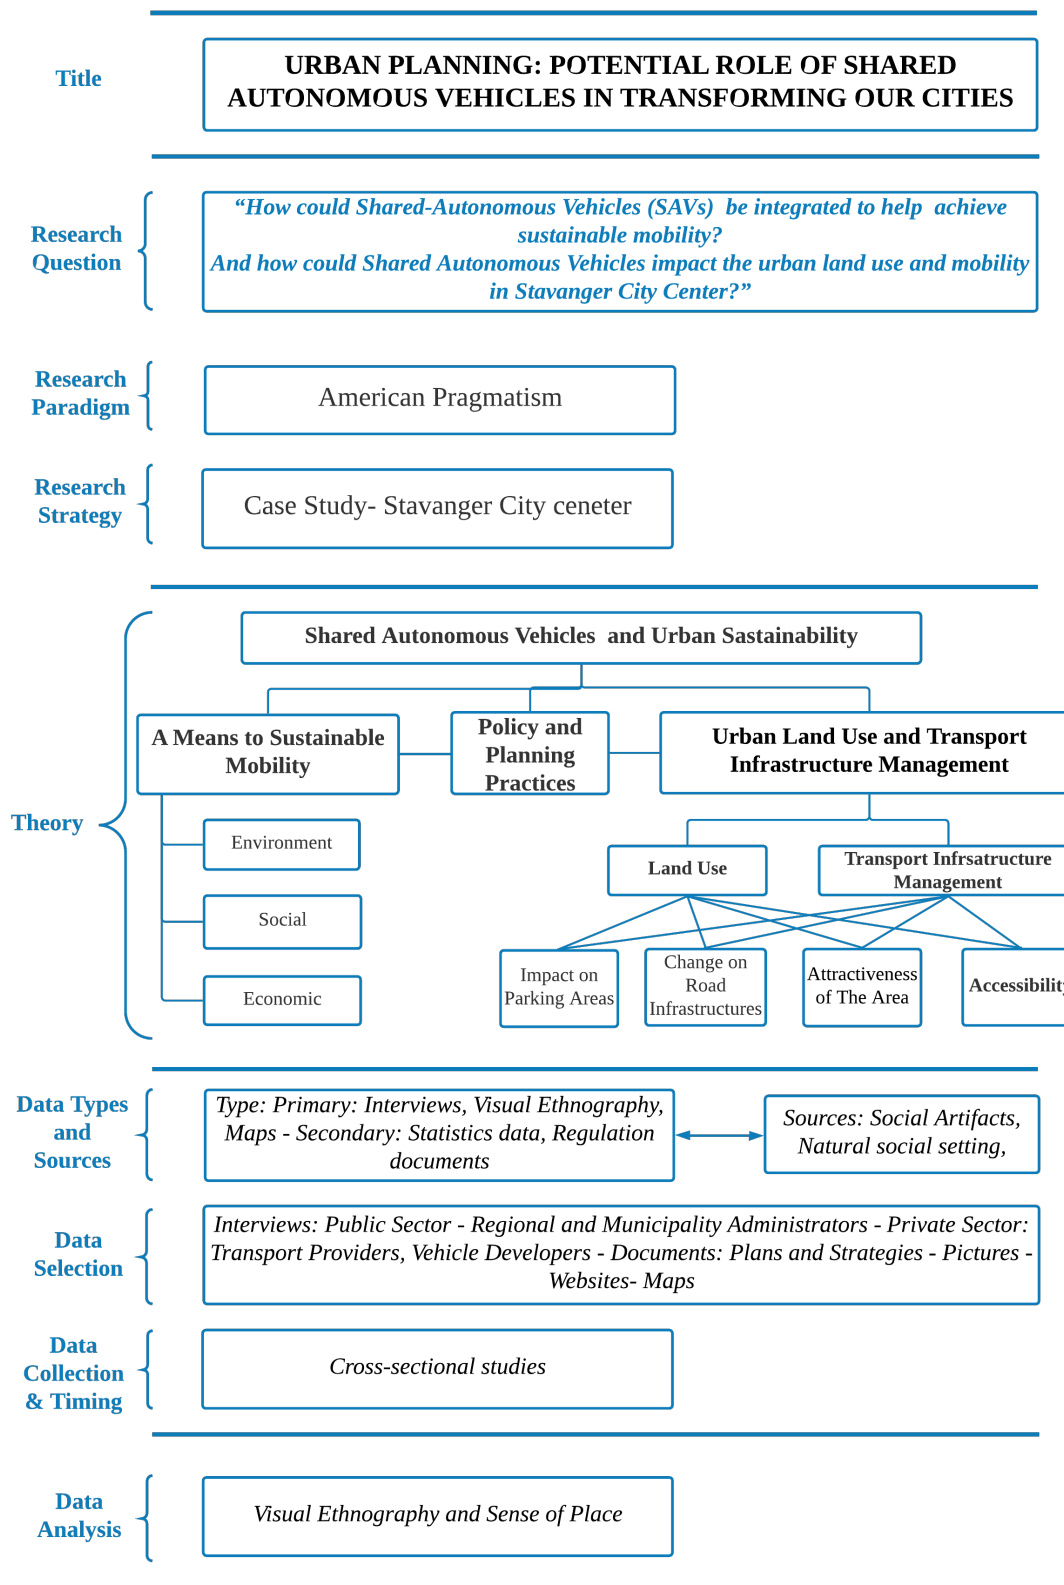 Title
URBAN PLANNING: POTENTIAL ROLE OF SHARED
AUTONOMOUS VEHICLES IN TRANSFORMING OUR CITIES
Research
Question
“How could Shared-Autonomous Vehicles (SAVs) be integrated to help achieve
sustainable mobility?
And how could Shared Autonomous Vehicles impact the urban land use and mobility
in Stavanger City Center?”
Research
Paradigm
American Pragmatism
Research
Strategy
Case Study- Stavanger City ceneter
Theory
Shared Autonomous Vehicles and Urban Sastainability
A Means to Sustainable
Mobility
Policy and
Planning
Practices
Urban Land Use and Transport
Infrastructure Management
Environment
Social
Economic
Land Use
Transport Infrsatructure
Management
Impact on
Parking Areas
Change on
Road
Infrastructures
Attractiveness
of The Area
Accessibility
Data Types
and
Sources
Type: Primary: Interviews, Visual Ethnography,
Maps - Secondary: Statistics data, Regulation
documents
Sources: Social Artifacts,
Natural social setting,
Data
Selection
Interviews: Public Sector - Regional and Municipality Administrators - Private Sector:
Transport Providers, Vehicle Developers - Documents: Plans and Strategies - Pictures -
Websites- Maps
Data
Collection
& Timing
Cross-sectional studies
Data
Analysis
Visual Ethnography and Sense of Place